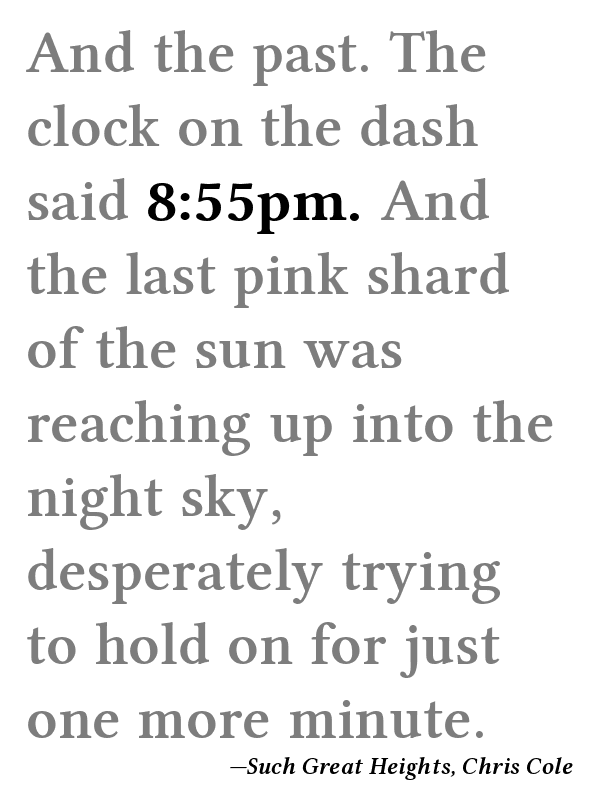 And the past. The
clock on the dash
said 8:55pm. And
the last pink shard
of the sun was
reaching up into the
night sky,
desperately trying
to hold on for just
one more minute.
—Such Great Heights, Chris Cole